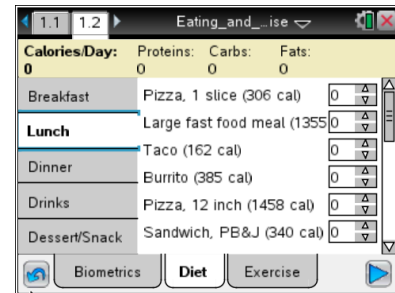 1.1 1.2 Eating_and_...ise
Calories/Day: Proteins: Carbs: Fats:
0 0 0 0
Breakfast
Lunch
Dinner
Drinks
Dessert/Snack
Pizza, 1 slice (306 cal) 0
Large fast food meal (1355 0
Taco (162 cal) 0
Burrito (385 cal) 0
Pizza, 12 inch (1458 cal) 0
Sandwich, PB&J (340 cal) 0
Biometrics Diet Exercise